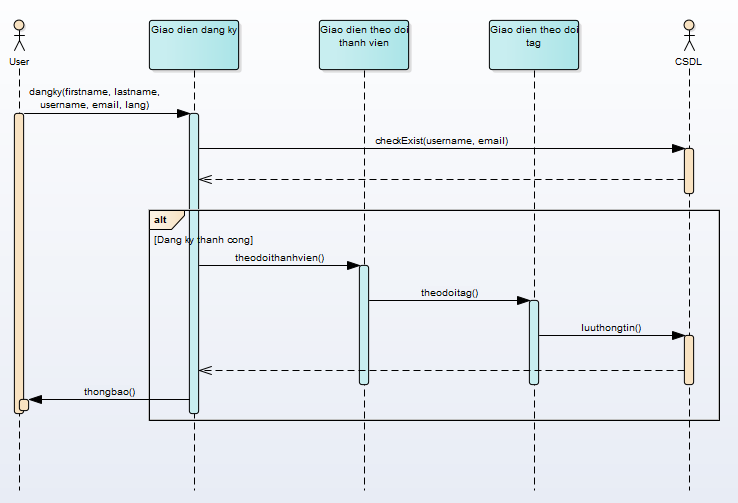 Giao dien dang ky
Giao dien theo doi
thanh vien
Giao dien theo doi
tag
User
CSDL
dangky(firstname, lastname,
username, email, lang)
checkExist(username, email)
alt
[Dang ky thanh cong]
theodoithanhvien()
theodoitag()
luuthongtin()
thongbao()